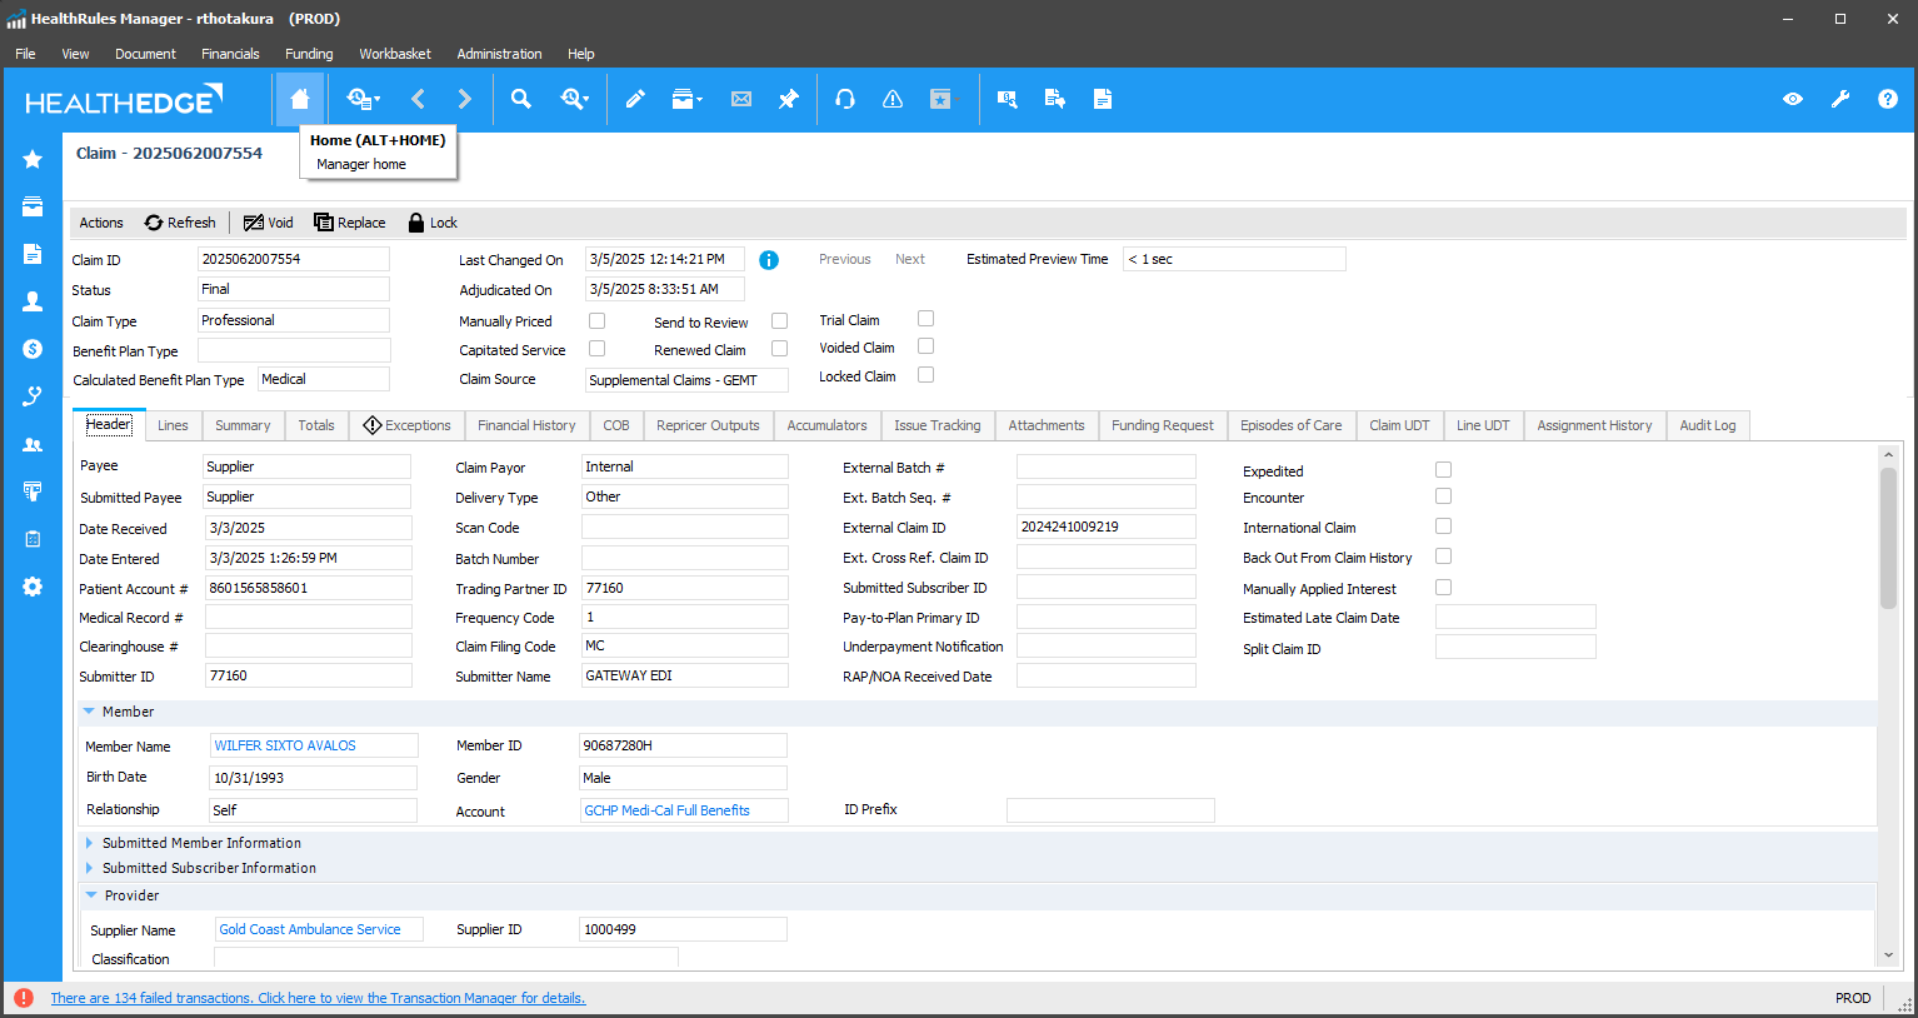 HealthRules Manager - rthotakura (PROD)
File View Document Financials Funding Workbasket Administration Help
HEALTHEDGE
Home (ALT+HOME)
Manager home
Claim - 2025062007554
Actions Refresh Void Replace Lock
Claim ID 2025062007554 Last Changed On 3/5/2025 12:14:21 PM Previous Next Estimated Preview Time < 1 sec
Status Final Adjudicated On 3/5/2025 8:33:51 AM
Claim Type Professional Manually Priced Send to Review Trial Claim
Benefit Plan Type Capitated Service Renewed Claim Voided Claim
Calculated Benefit Plan Type Medical Claim Source Supplemental Claims - GEMT Locked Claim
Header Lines Summary Totals Exceptions Financial History COB Repricer Outputs Accumulators Issue Tracking Attachments Funding Request Episodes of Care Claim UDT Line UDT Assignment History Audit Log
Payee Supplier Claim Payor Internal External Batch # Expedited
Submitted Payee Supplier Delivery Type Other Ext. Batch Seq. # Encounter
Date Received 3/3/2025 Scan Code External Claim ID 2024241009219 International Claim
Date Entered 3/3/2025 1:26:59 PM Batch Number Ext. Cross Ref. Claim ID Back Out From Claim History
Patient Account # 8601565858601 Trading Partner ID 77160 Submitted Subscriber ID Manually Applied Interest
Medical Record # Frequency Code 1 Pay-to-Plan Primary ID Estimated Late Claim Date
Clearinghouse # Claim Filing Code MC Underpayment Notification Split Claim ID
Submitter ID 77160 Submitter Name GATEWAY EDI RAP/NOA Received Date
Member
Member Name WILFER SIXTO AVALOS Member ID 90687280H
Birth Date 10/31/1993 Gender Male
Relationship Self Account GCHP Medi-Cal Full Benefits ID Prefix
Submitted Member Information
Submitted Subscriber Information
Provider
Supplier Name Gold Coast Ambulance Service Supplier ID 1000499
Classification
There are 134 failed transactions. Click here to view the Transaction Manager for details. PROD